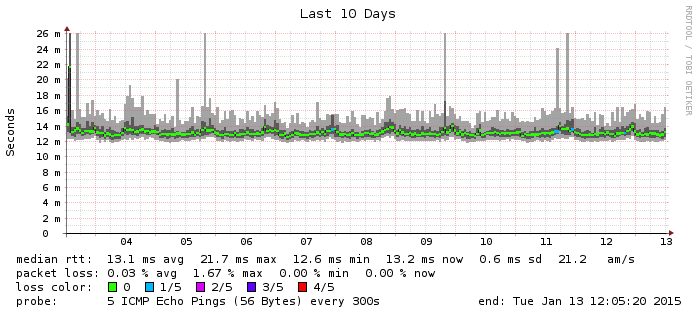 Last 10 Days
RRDTOOL / TOBI OETIKER
Seconds
26 m
24 m
22 m
20 m
18 m
16 m
14 m
12 m
10 m
8 m
6 m
4 m
2 m
0
04 05 06 07 08 09 10 11 12 13
median rtt: 13.1 ms avg 21.7 ms max 12.6 ms min 13.2 ms now 0.6 ms sd 21.2 am/s
packet loss: 0.03 % avg 1.67 % max 0.00 % min 0.00 % now
loss color: 0 1/5 2/5 3/5 4/5
probe: 5 ICMP Echo Pings (56 Bytes) every 300s end: Tue Jan 13 12:05:20 2015